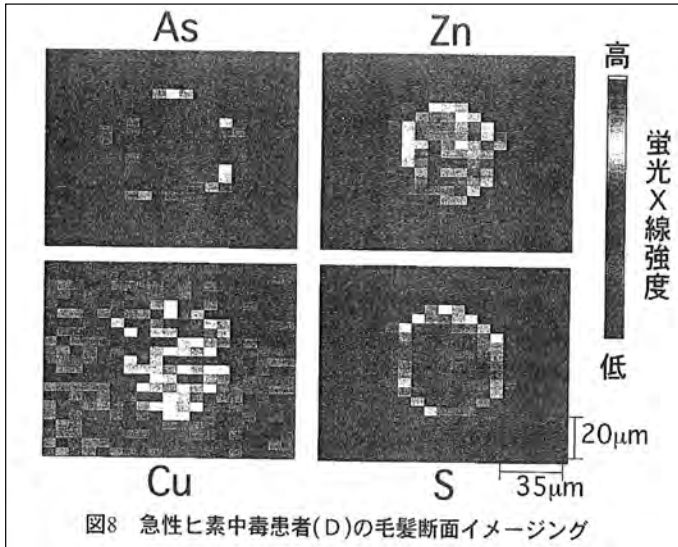 As
Zn
高
蛍光X線強度
低
Cu
S
20μm
35μm
図8 急性ヒ素中毒患者(D)の毛髪断面イメージング